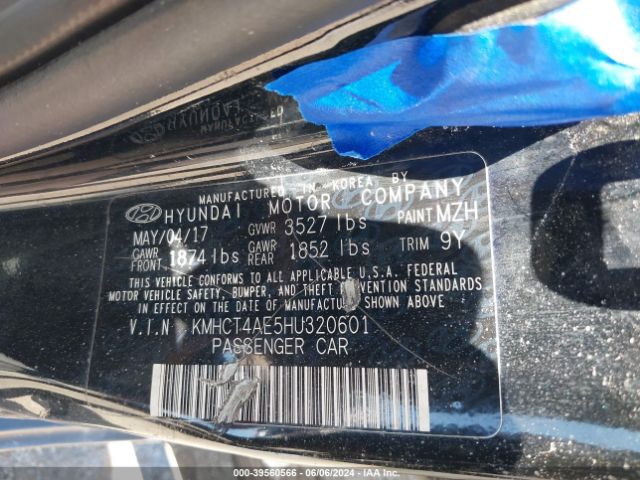 MANUFACTURED IN KOREA BY
HYUNDAI MOTOR COMPANY
MAY/04/17 GVWR 3527 lbs PAINT MZH
GAWR FRONT 1874 lbs GAWR REAR 1852 lbs TRIM 9Y
THIS VEHICLE CONFORMS TO ALL APPLICABLE U.S.A. FEDERAL
MOTOR VEHICLE SAFETY, BUMPER, AND THEFT PREVENTION STANDARDS
IN EFFECT ON THE DATE OF MANUFACTURE SHOWN ABOVE
V.I.N KMHCT4AE5HU320601
PASSENGER CAR
000-39560566 - 06/06/2024 - IAA Inc.